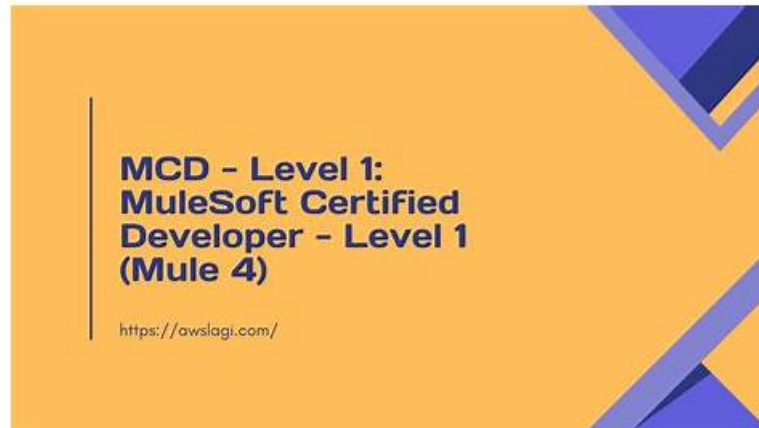 MCD - Level 1:
MuleSoft Certified
Developer - Level 1
(Mule 4)
https://awslagi.com/